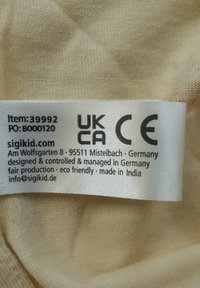 Item: 39992
PO: B000120
UK
CA CE
sigikid.com
Am Wolfsgarten 8 · 95511 Mistelbach · Germany
designed & controlled & managed in Germany
fair production · eco friendly · made in India
info@sigikid.de